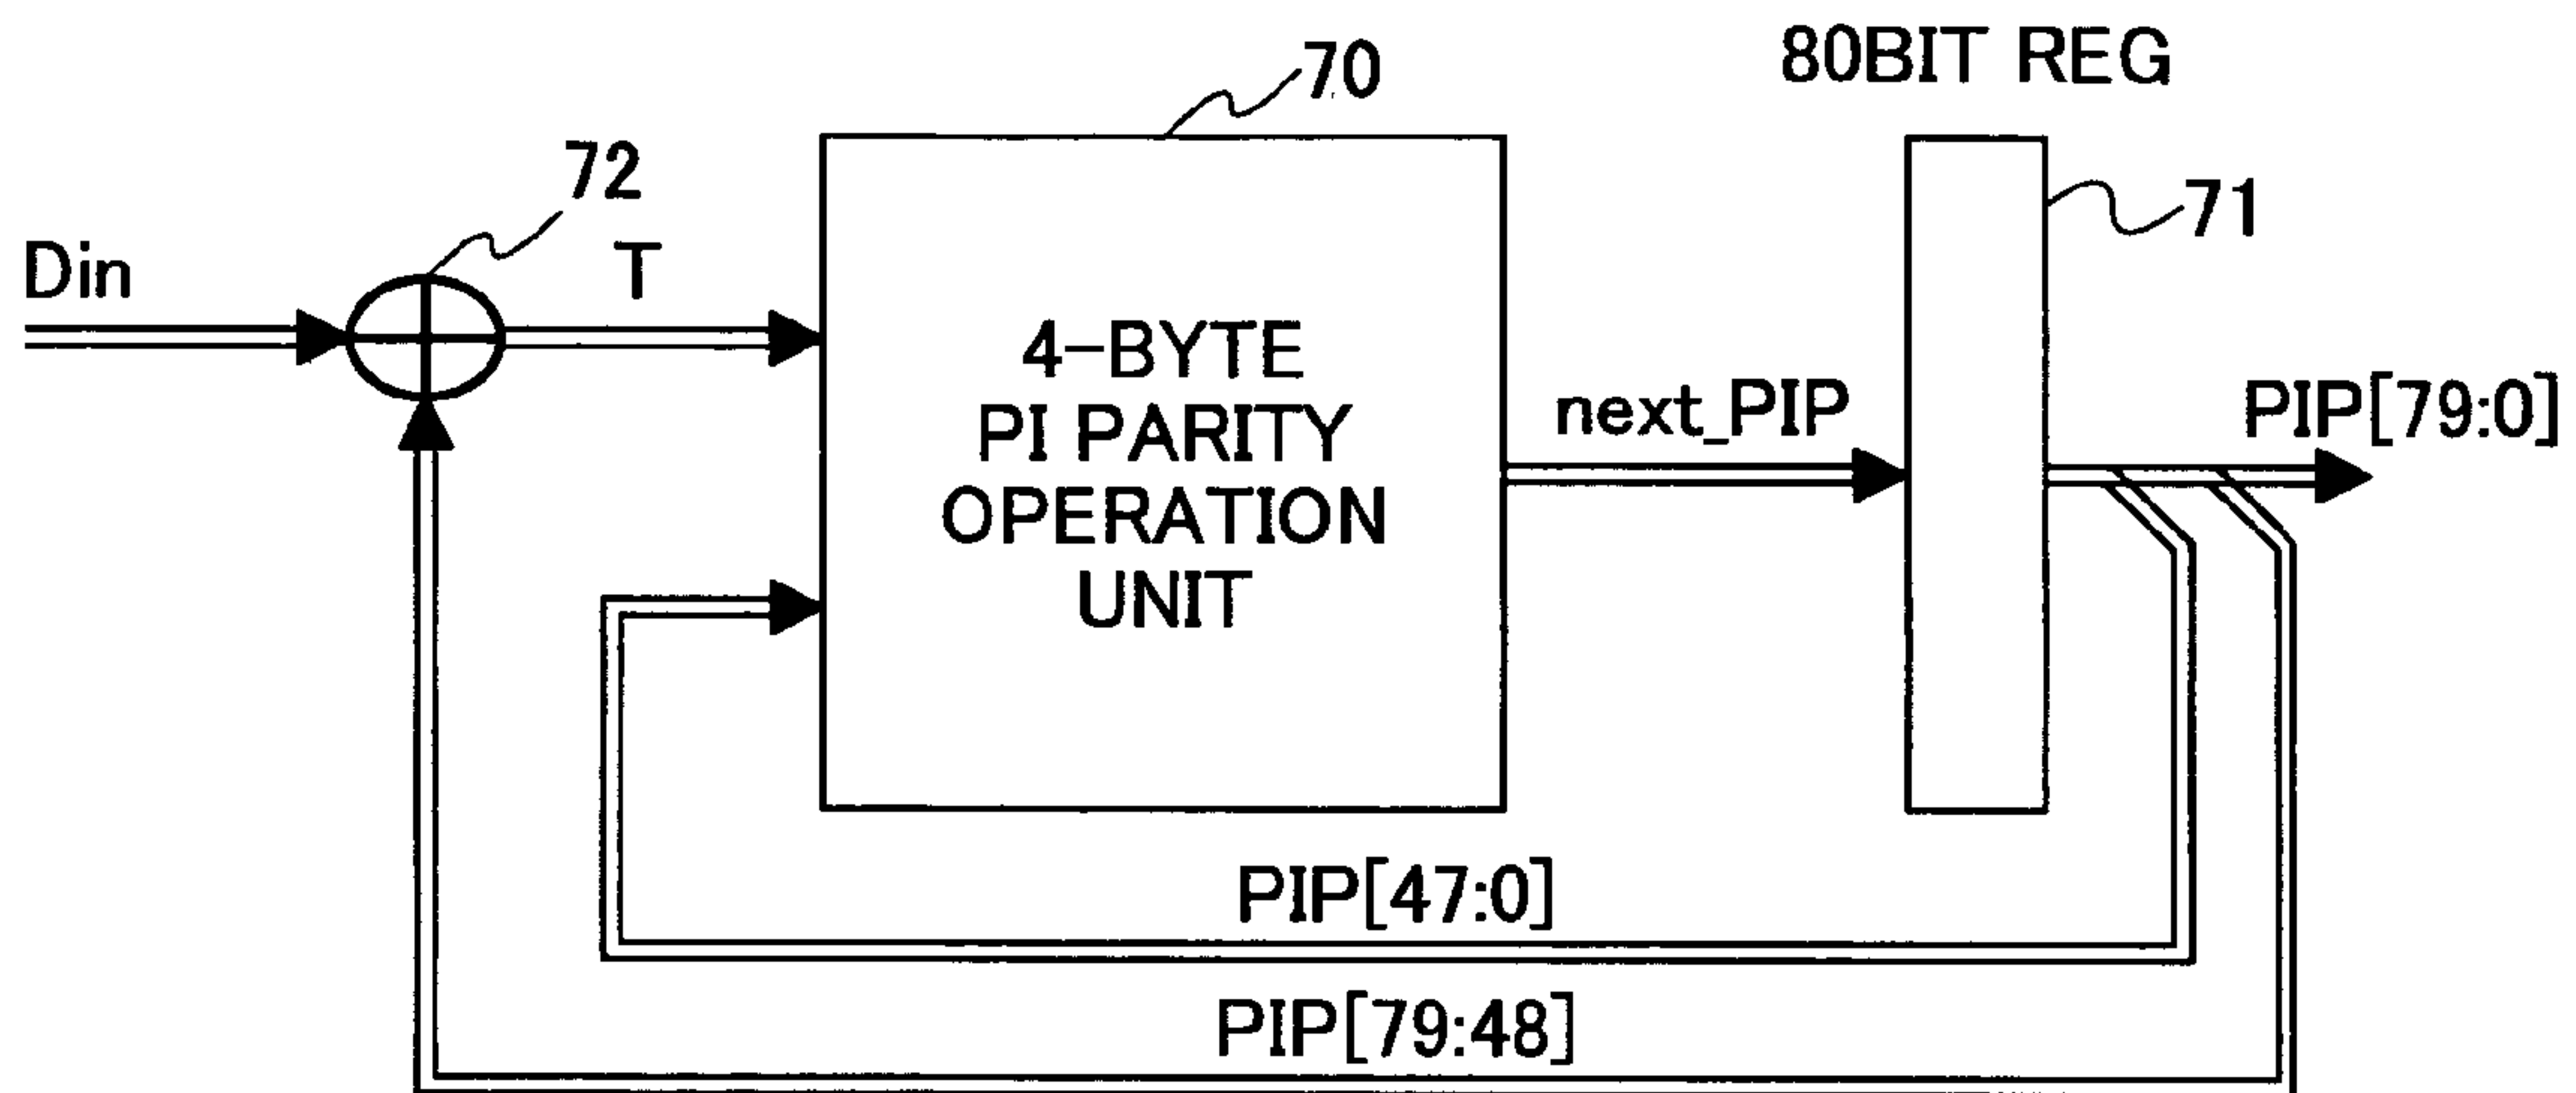 70
80BIT REG
72
71
Din
T
4-BYTE
PI PARITY
OPERATION
UNIT
next_PIP
PIP[79:0]
PIP[47:0]
PIP[79:48]